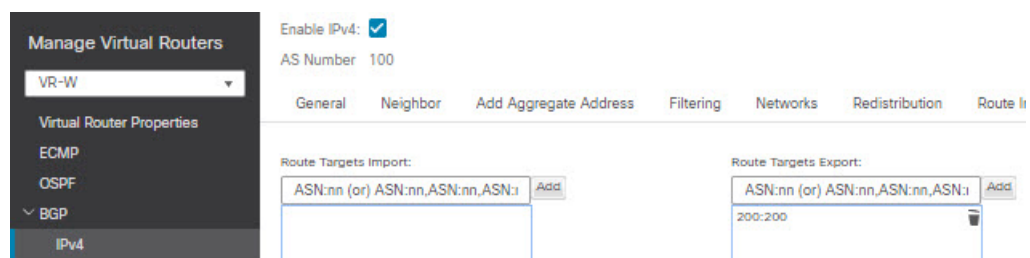 Manage Virtual Routers
VR-W
Virtual Router Properties
ECMP
OSPF
BGP
IPv4
Enable IPv4:
AS Number 100
General Neighbor Add Aggregate Address Filtering Networks Redistribution Route
Route Targets Import:
ASN:nn (or) ASN:nn,ASN:nn,ASN: Add
Route Targets Export:
ASN:nn (or) ASN:nn,ASN:nn,ASN: Add
200:200